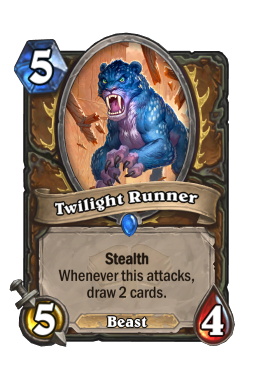 5
Twilight Runner
Stealth
Whenever this attacks,
draw 2 cards.
5
Beast
4